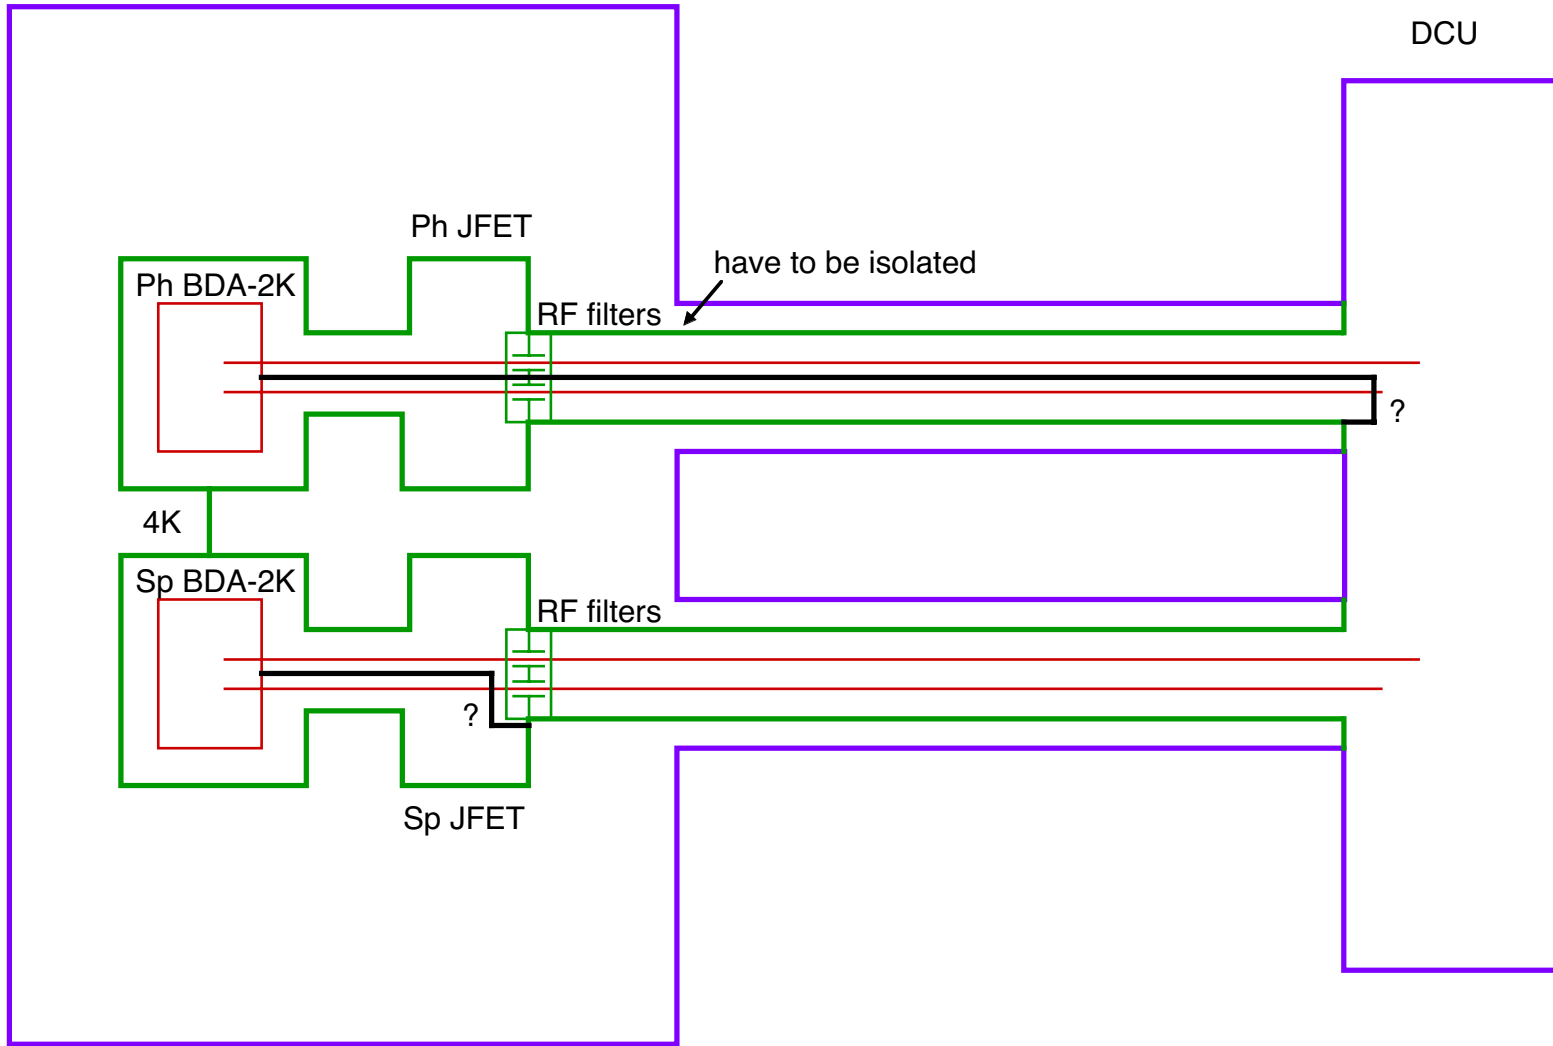 DCU
Ph JFET
have to be isolated
Ph BDA-2K
RF filters
?
4K
Sp BDA-2K
RF filters
?
Sp JFET